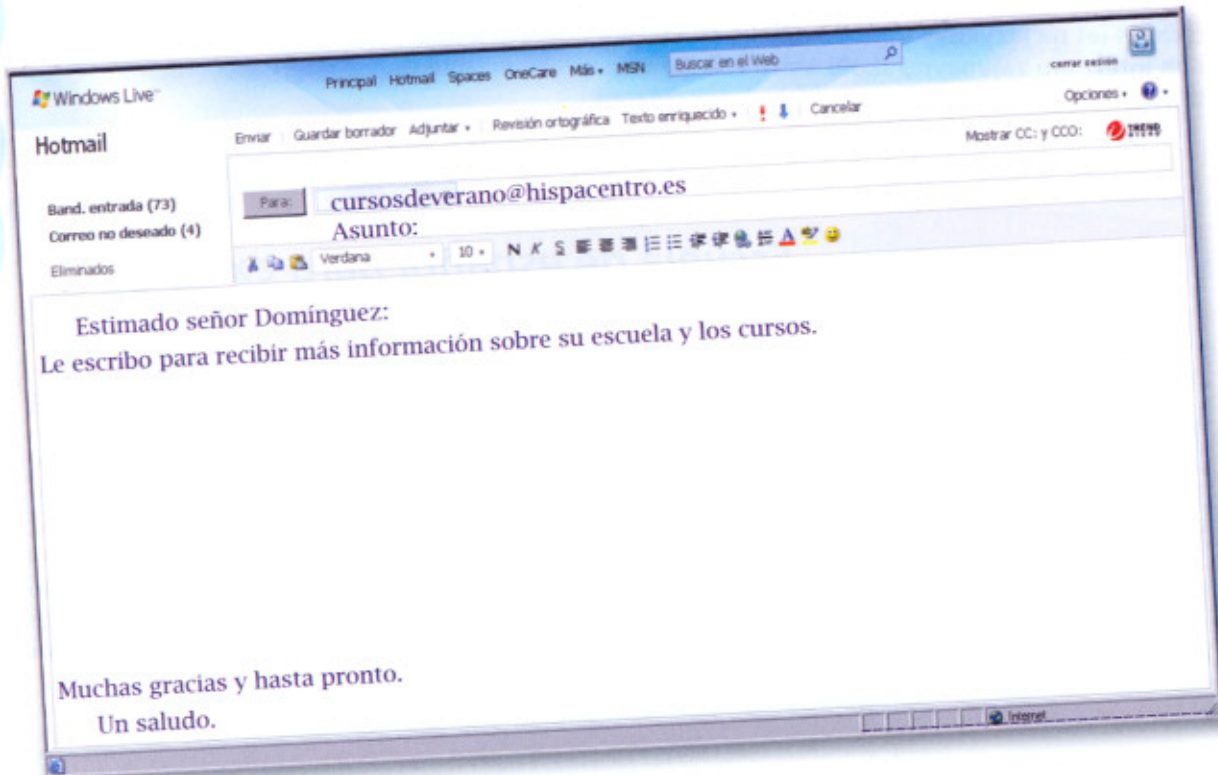 Windows Live™
Principal Hotmail Spaces OneCare Más MSN Buscar en el Web
cerrar sesión
Hotmail
Enviar Guardar borrador Adjuntar Revisión ortográfica Texto enriquecido Cancelar
Opciones
Mostrar CC: y CCO:
Band. entrada (73)
Correo no deseado (4)
Eliminados
Para: cursosdeverano@hispacentro.es
Asunto:
Verdana 10 N K S
Estimado señor Domínguez:
Le escribo para recibir más información sobre su escuela y los cursos.
Muchas gracias y hasta pronto.
Un saludo.
Internet